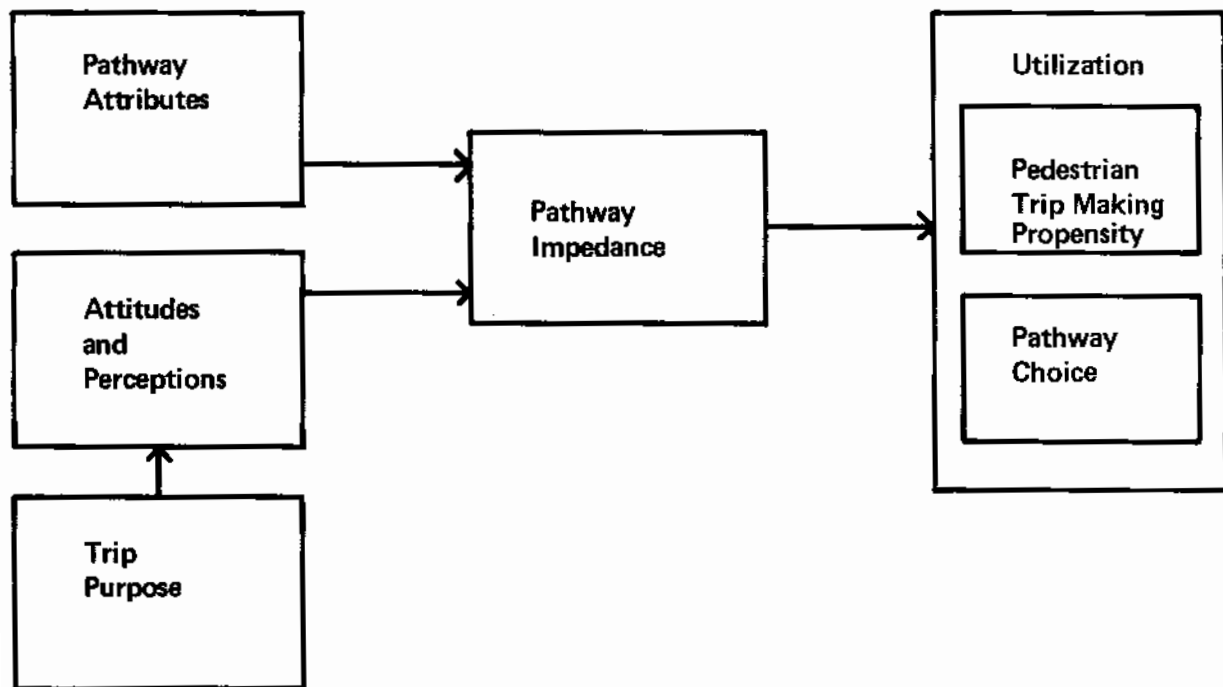 Pathway
Attributes
Attitudes
and
Perceptions
Trip
Purpose
Pathway
Impedance
Utilization
Pedestrian
Trip Making
Propensity
Pathway
Choice